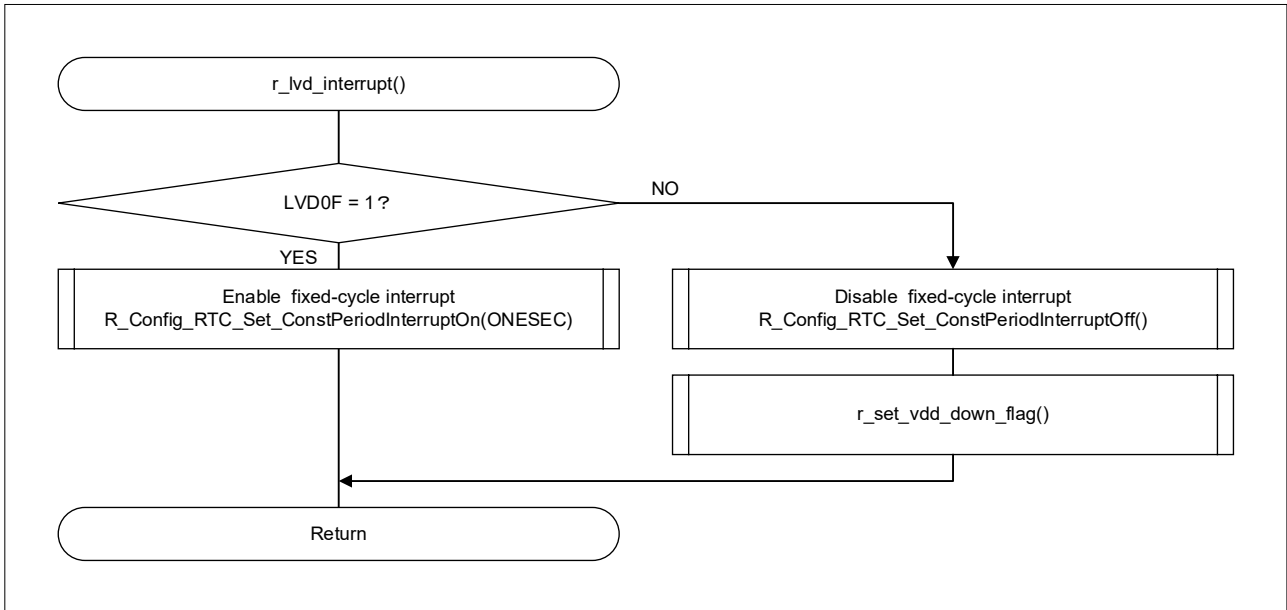 r_lvd_interrupt()
LVD0F = 1？
NO
YES
Enable fixed-cycle interrupt
R_Config_RTC_Set_ConstPeriodInterruptOn(ONESEC)
Disable fixed-cycle interrupt
R_Config_RTC_Set_ConstPeriodInterruptOff()
r_set_vdd_down_flag()
Return